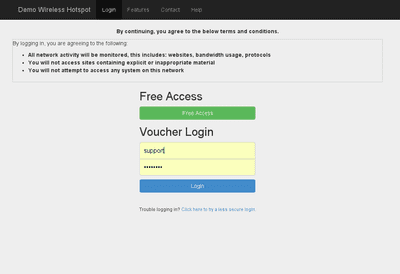 Demo Wireless Hotspot Login Features Contact Help
By continuing, you agree to the below terms and conditions.
By logging in, you are agreeing to the following:
All network activity will be monitored, this includes: websites, bandwidth usage, protocols
You will not access sites containing explicit or inappropriate material
You will not attempt to access any system on this network
Free Access
Free Access
Voucher Login
support
••••••••
Login
Trouble logging in? Click here to try a less secure login.